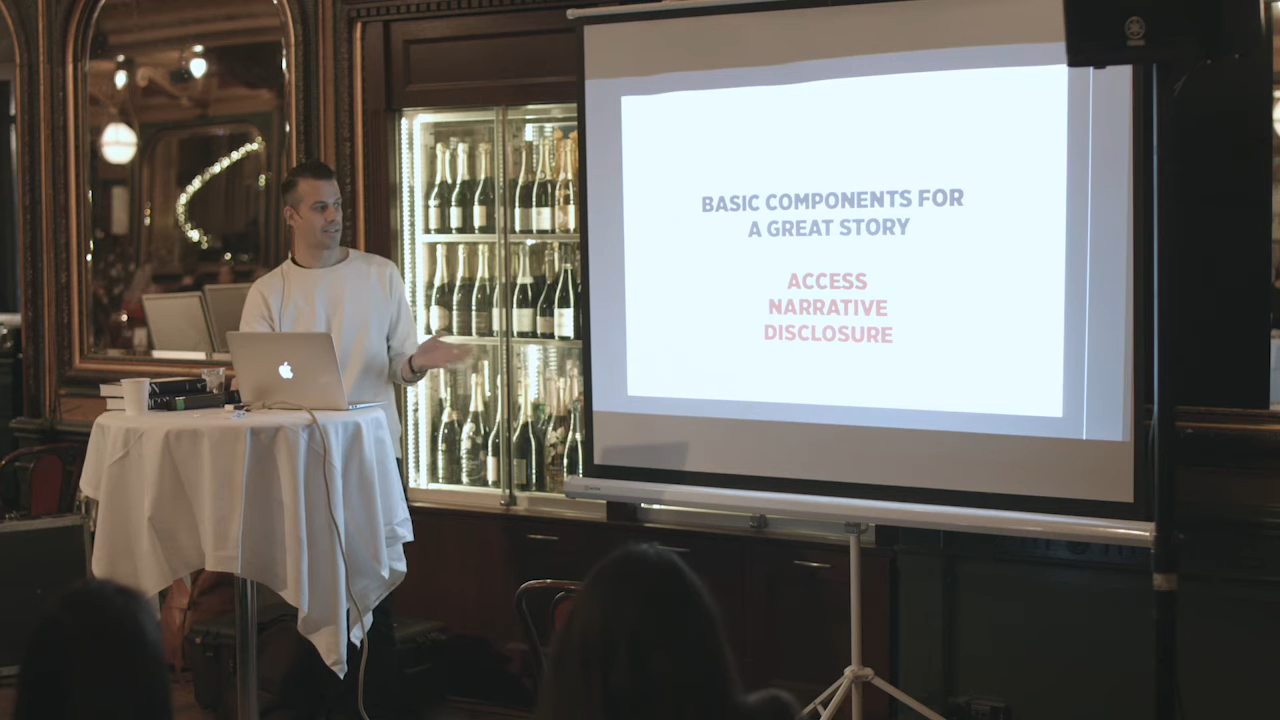 BASIC COMPONENTS FOR
A GREAT STORY
ACCESS
NARRATIVE
DISCLOSURE